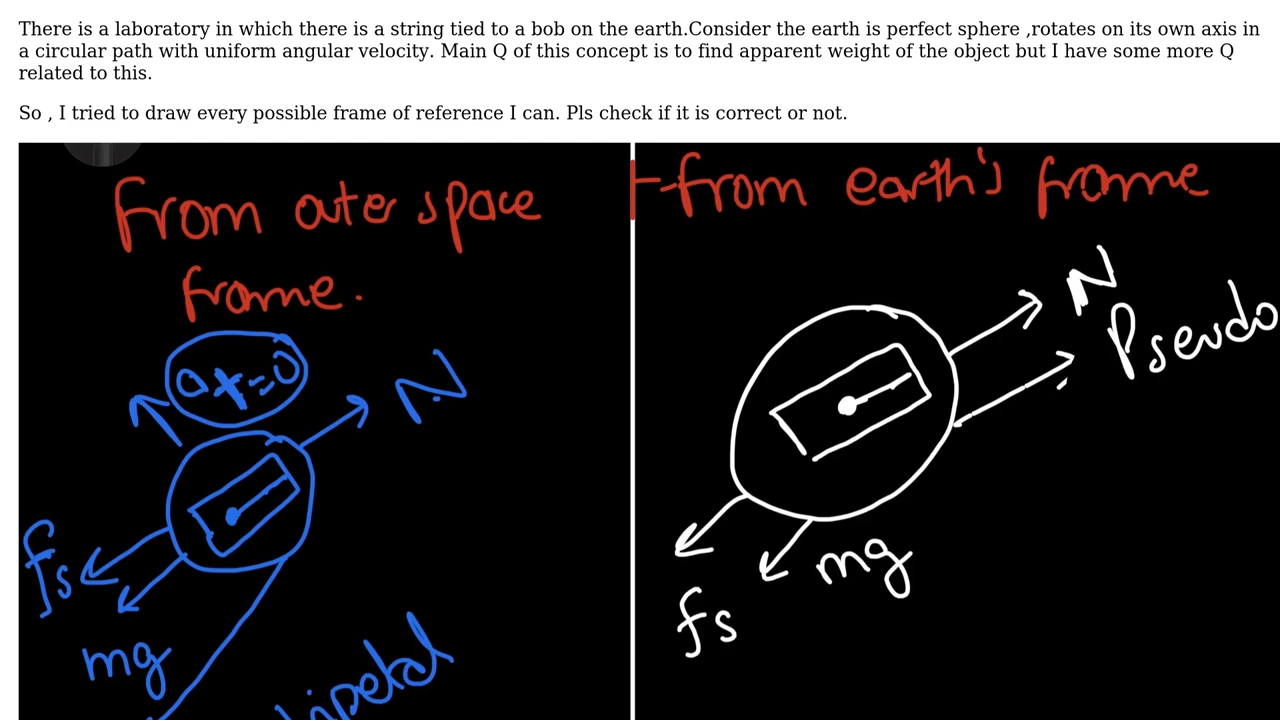 There is a laboratory in which there is a string tied to a bob on the earth.Consider the earth is perfect sphere ,rotates on its own axis in
a circular path with uniform angular velocity. Main Q of this concept is to find apparent weight of the object but I have some more Q
related to this.
So , I tried to draw every possible frame of reference I can. Pls check if it is correct or not.
from outer space
frame.
ax=0
N
fs
mg
from earth's frame
N
Pseudo
mg
fs